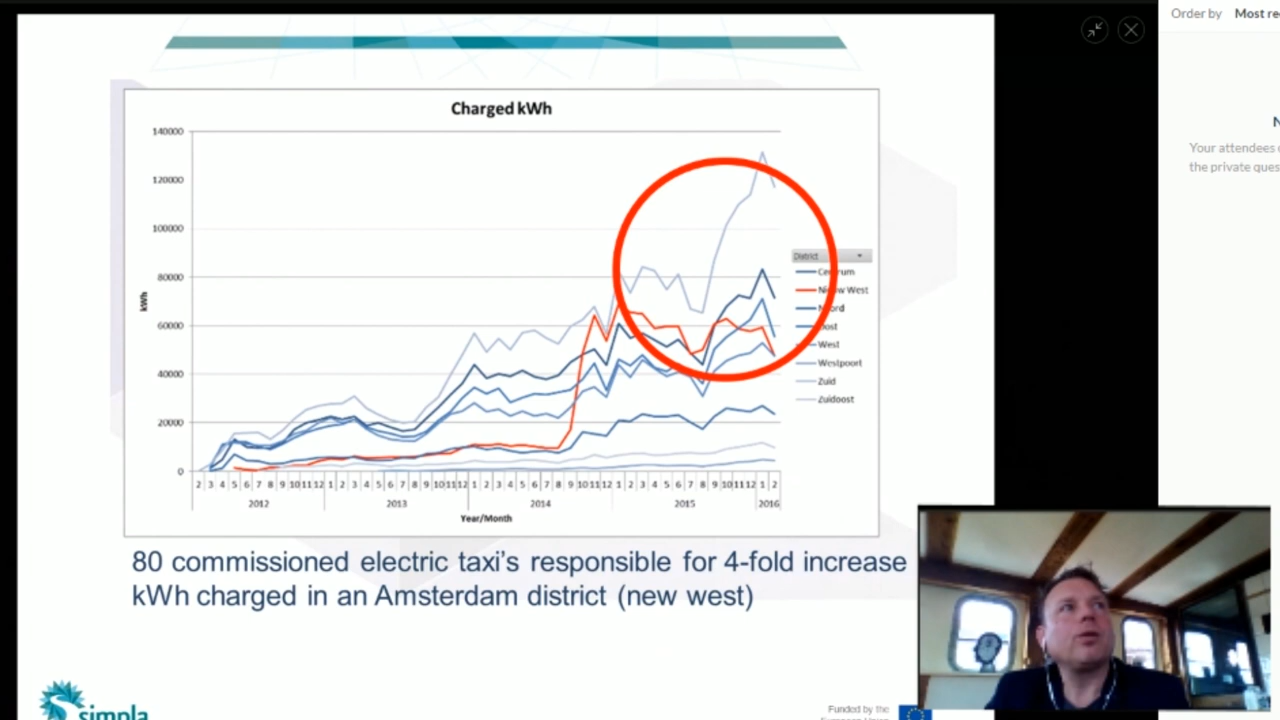 Order by Most re
Charged kWh
140000
120000
100000
80000
60000
40000
20000
0
kWh
District
Centrum
Nieuw West
Noord
Oost
West
Westpoort
Zuid
Zuidoost
2 3 4 5 6 7 8 9 10 11 12 1 2 3 4 5 6 7 8 9 10 11 12 1 2 3 4 5 6 7 8 9 10 11 12 1 2 3 4 5 6 7 8 9 10 11 12 1 2
2012 2013 2014 2015 2016
Year/Month
80 commissioned electric taxi's responsible for 4-fold increase
kWh charged in an Amsterdam district (new west)
simpla
Funded by the
European Union
N
Your attendees
the private ques